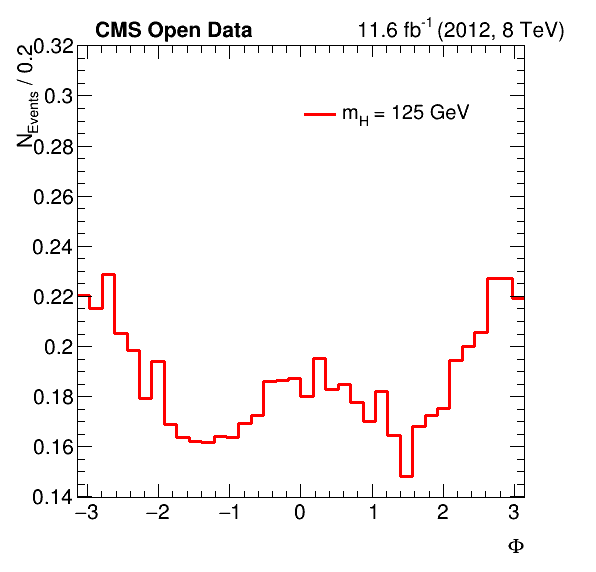 CMS Open Data 11.6 fb⁻¹ (2012, 8 TeV)
N_Events / 0.2
m_H = 125 GeV
0.32
0.3
0.28
0.26
0.24
0.22
0.2
0.18
0.16
0.14
−3 −2 −1 0 1 2 3
Φ